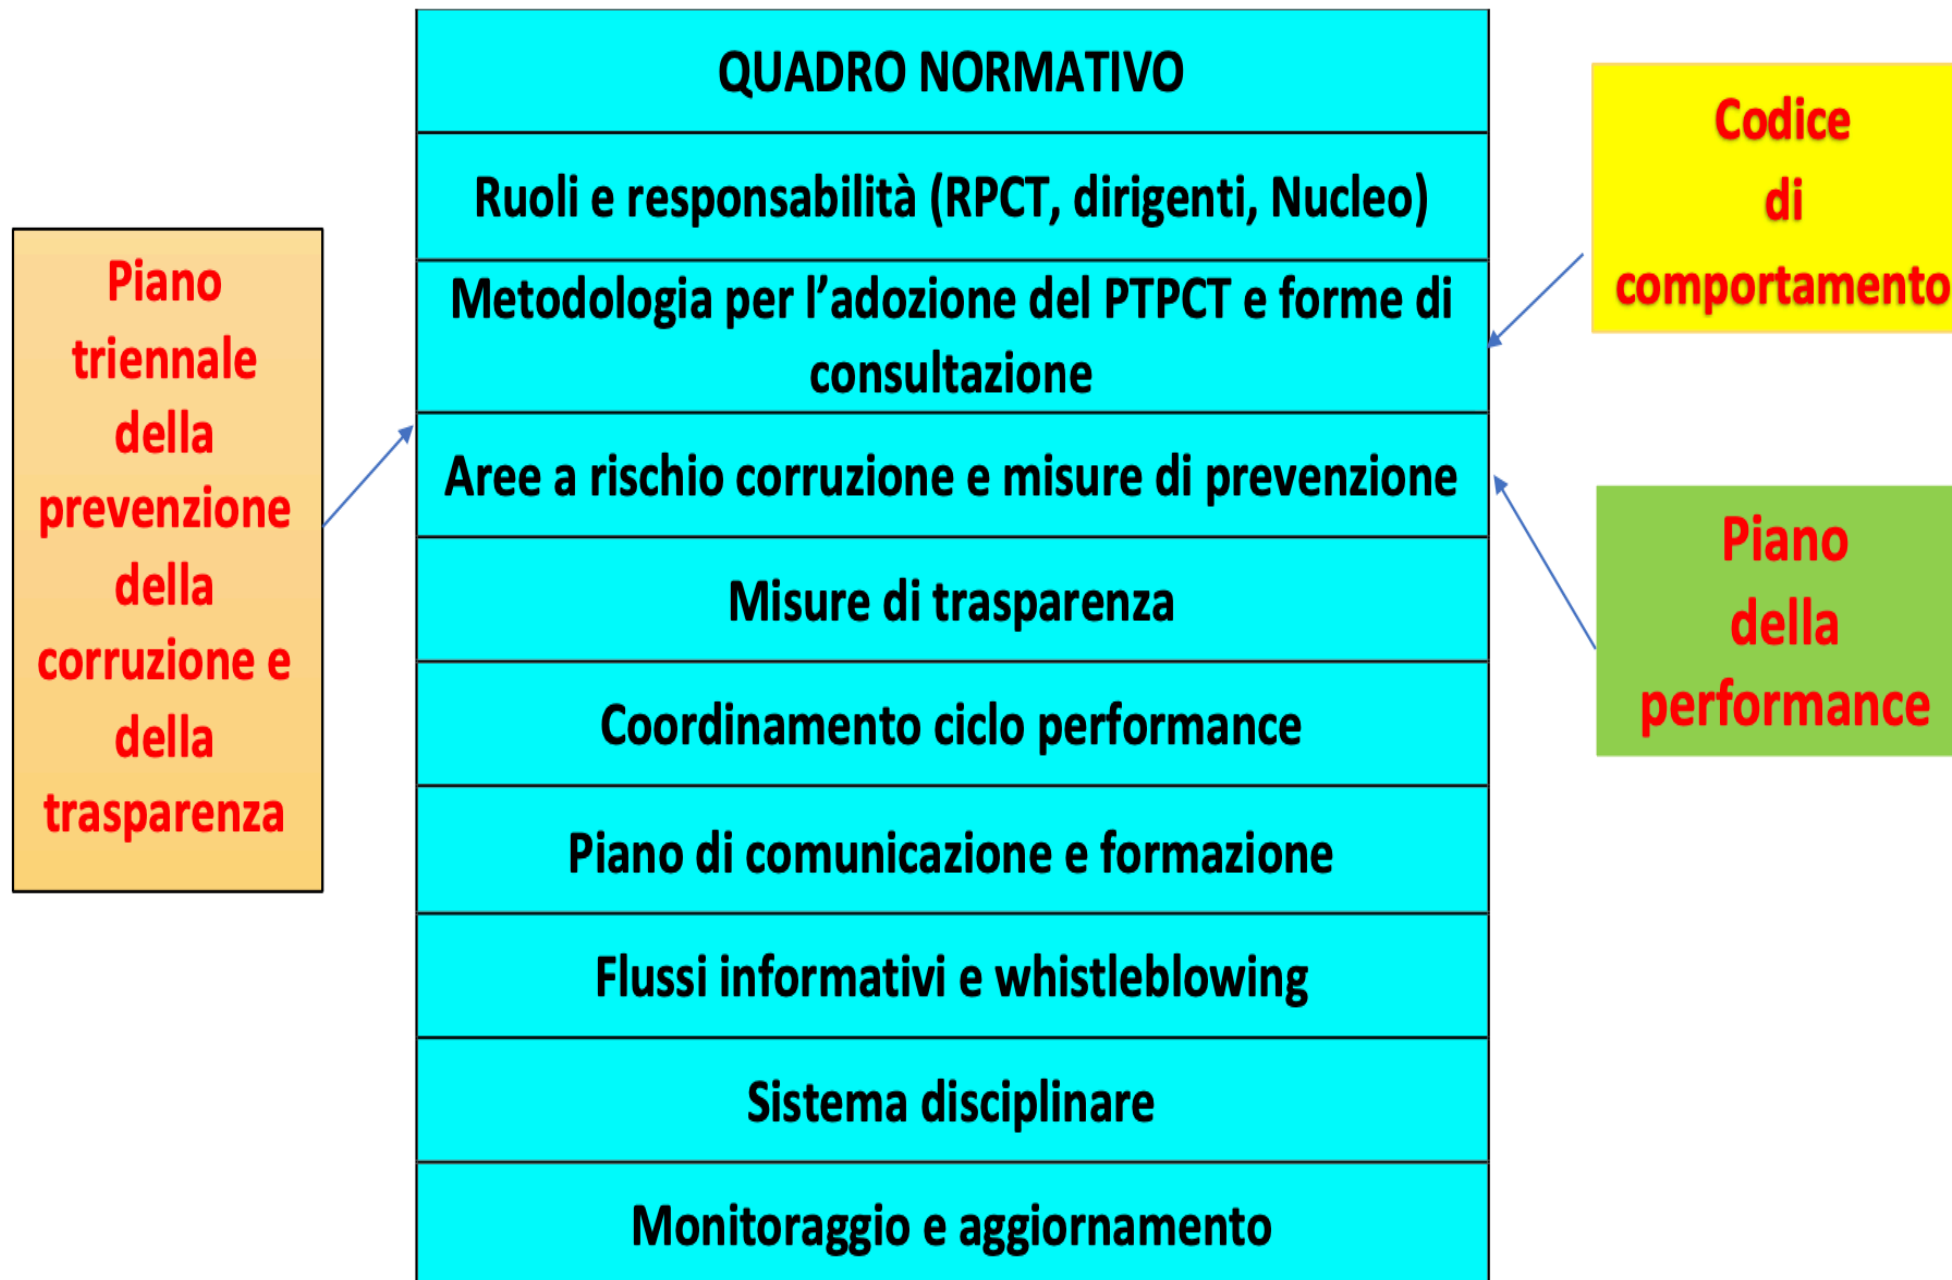 Piano
triennale
della
prevenzione
della
corruzione e
della
trasparenza
QUADRO NORMATIVO
Ruoli e responsabilità (RPCT, dirigenti, Nucleo)
Metodologia per l’adozione del PTPCT e forme di
consultazione
Aree a rischio corruzione e misure di prevenzione
Misure di trasparenza
Coordinamento ciclo performance
Piano di comunicazione e formazione
Flussi informativi e whistleblowing
Sistema disciplinare
Monitoraggio e aggiornamento
Codice
di
comportamento
Piano
della
performance